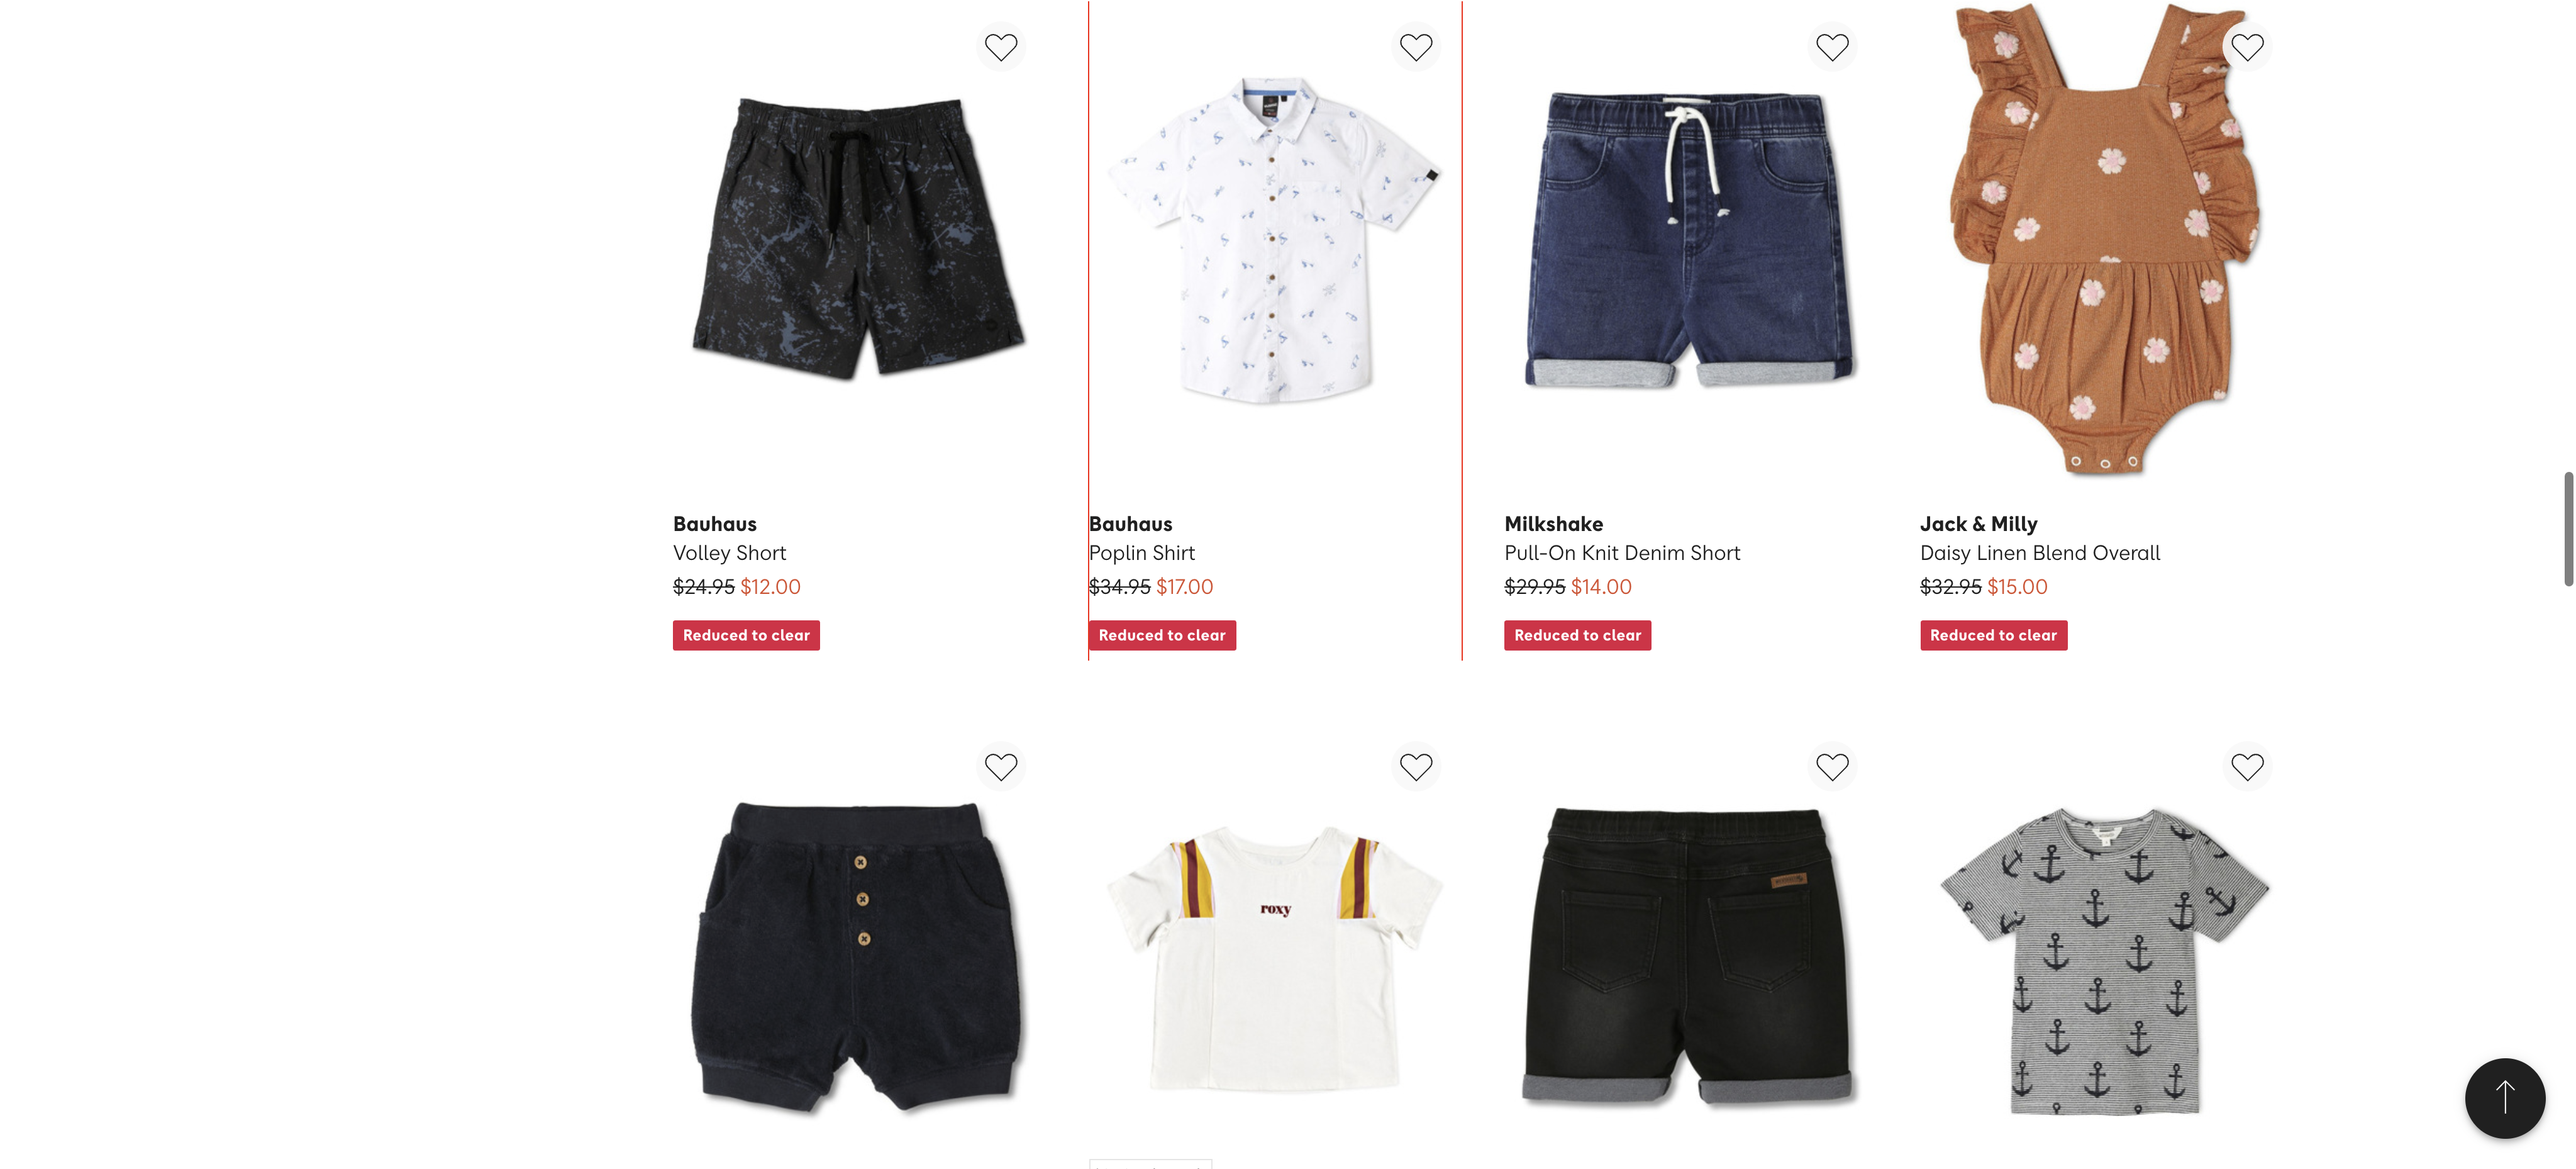 Bauhaus
Volley Short
$24.95 $12.00
Reduced to clear
Bauhaus
Poplin Shirt
$34.95 $17.00
Reduced to clear
Milkshake
Pull-On Knit Denim Short
$29.95 $14.00
Reduced to clear
Jack & Milly
Daisy Linen Blend Overall
$32.95 $15.00
Reduced to clear
roxy